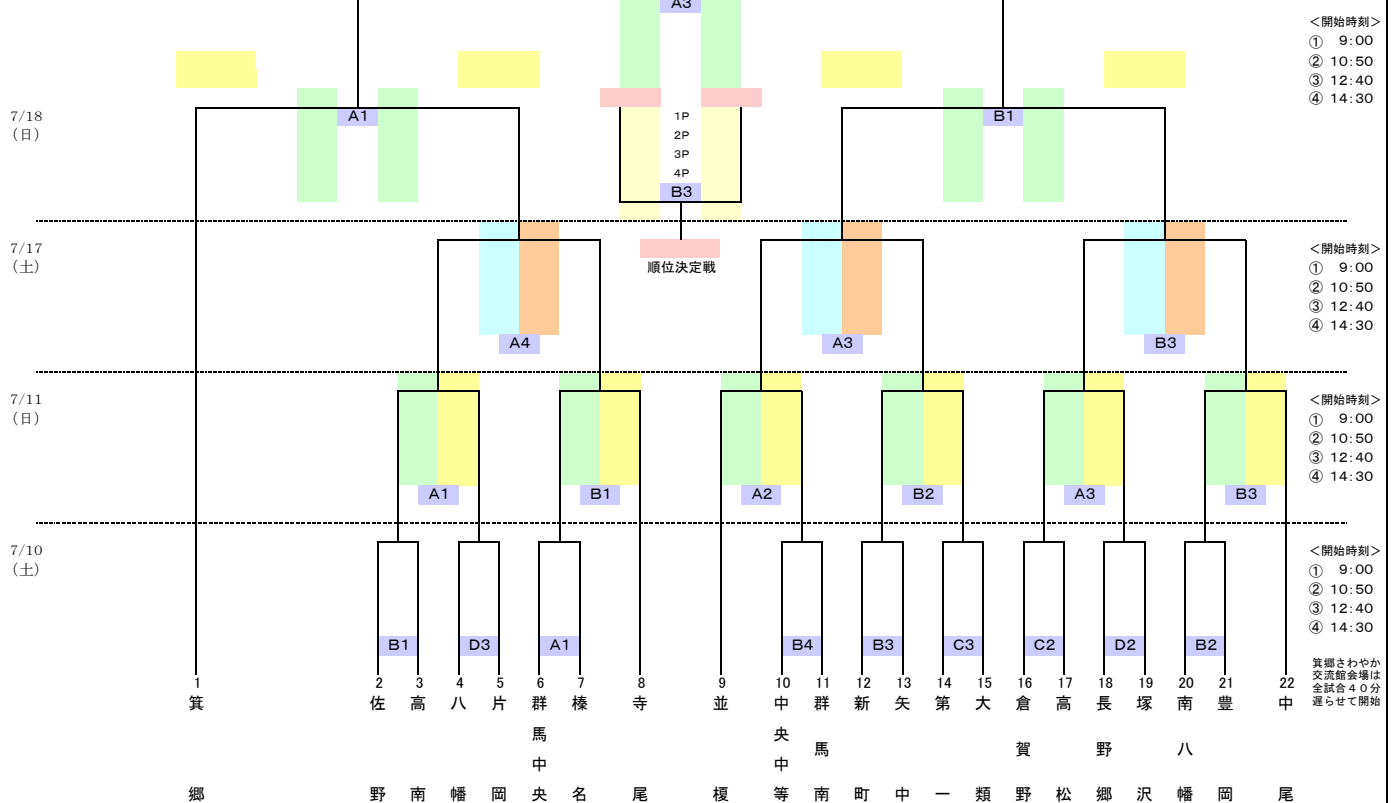 A3
＜開始時刻＞
① 9:00
② 10:50
③ 12:40
④ 14:30
7/18
（日）
A1
1P
2P
3P
4P
B3
B1
7/17
（土）
順位決定戦
A4
A3
B3
＜開始時刻＞
① 9:00
② 10:50
③ 12:40
④ 14:30
7/11
（日）
A1
B1
A2
B2
A3
B3
＜開始時刻＞
① 9:00
② 10:50
③ 12:40
④ 14:30
7/10
（土）
B1
D3
A1
B4
B3
C3
C2
D2
B2
＜開始時刻＞
① 9:00
② 10:50
③ 12:40
④ 14:30
箕郷さわやか
交流館会場は
全試合４０分
遅らせて開始
1
箕郷
2
佐野
3
高南
4
八幡
5
片岡
6
群馬中央
7
榛名
8
寺尾
9
並榎
10
中央中等
11
群馬南
12
新町
13
矢中
14
第一
15
大類
16
倉賀野
17
高松
18
長野郷
19
塚沢
20
南八幡
21
豊岡
22
中尾